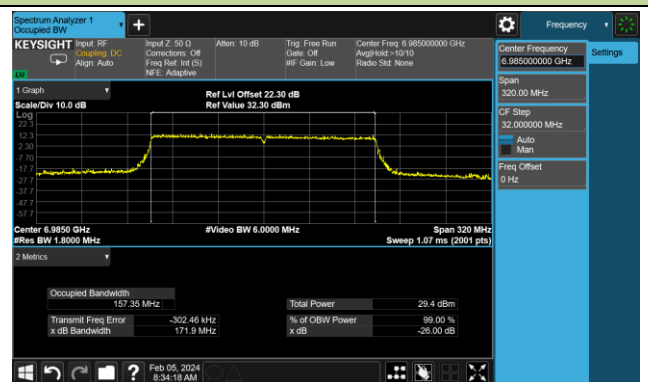 Spectrum Analyzer 1
Occupied BW
Frequency
KEYSIGHT
Input: RF
Coupling: DC
Align: Auto
Input Z: 50 Ω
Corrections: Off
Freq Ref: Int (S)
NFE: Adaptive
Atten: 10 dB
Trig: Free Run
Gate: Off
#IF Gain: Low
Center Freq: 6.985000000 GHz
Avg|Hold:>10/10
Radio Std: None
Center Frequency
6.985000000 GHz
Settings
Span
320.00 MHz
CF Step
32.000000 MHz
Auto
Man
Freq Offset
0 Hz
1 Graph
Scale/Div 10.0 dB
Ref Lvl Offset 22.30 dB
Ref Value 32.30 dBm
Log
22.3
12.3
2.30
-7.70
-17.7
-27.7
-37.7
-47.7
-57.7
Center 6.9850 GHz
#Video BW 6.0000 MHz
Span 320 MHz
#Res BW 1.8000 MHz
Sweep 1.07 ms (2001 pts)
2 Metrics
Occupied Bandwidth
157.35 MHz
Total Power 29.4 dBm
Transmit Freq Error -302.46 kHz
% of OBW Power 99.00 %
x dB Bandwidth 171.9 MHz
x dB -26.00 dB
?
Feb 05, 2024
8:34:18 AM